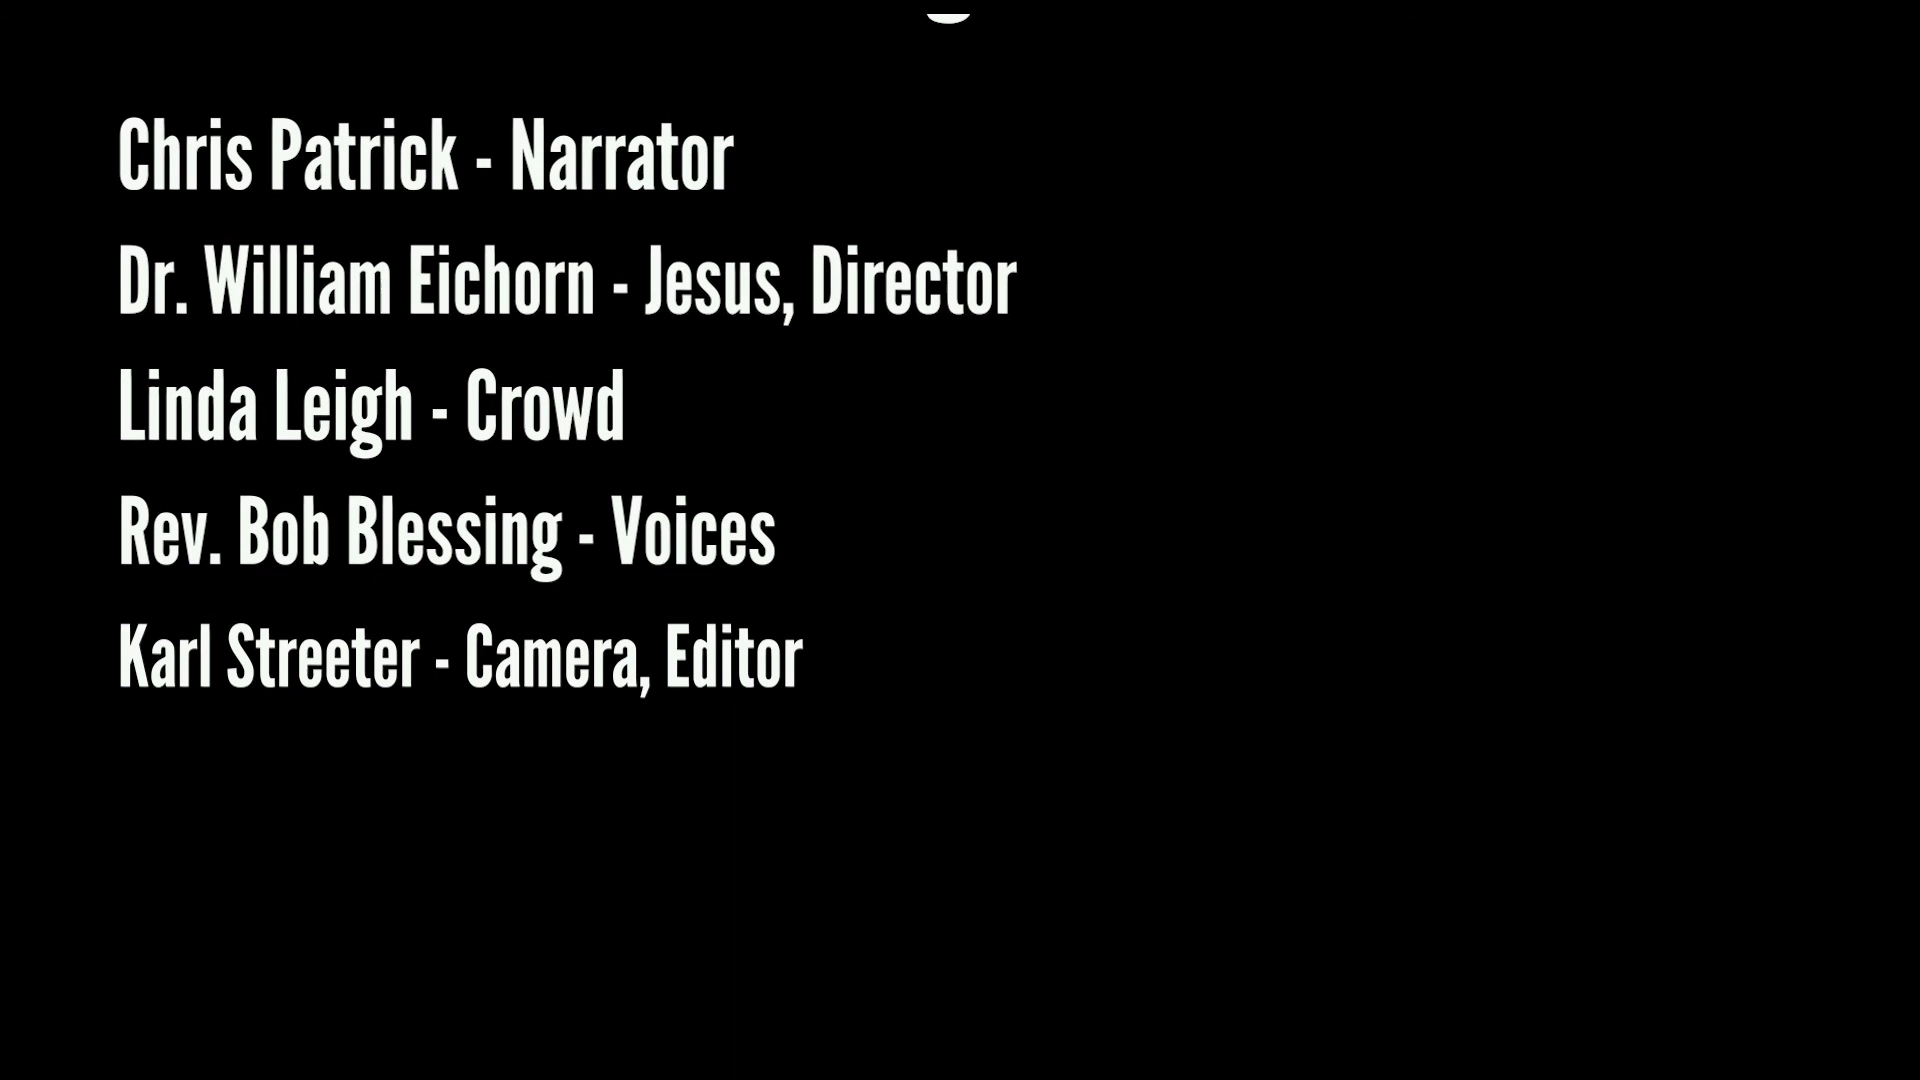 Chris Patrick - Narrator
Dr. William Eichorn - Jesus, Director
Linda Leigh - Crowd
Rev. Bob Blessing - Voices
Karl Streeter - Camera, Editor